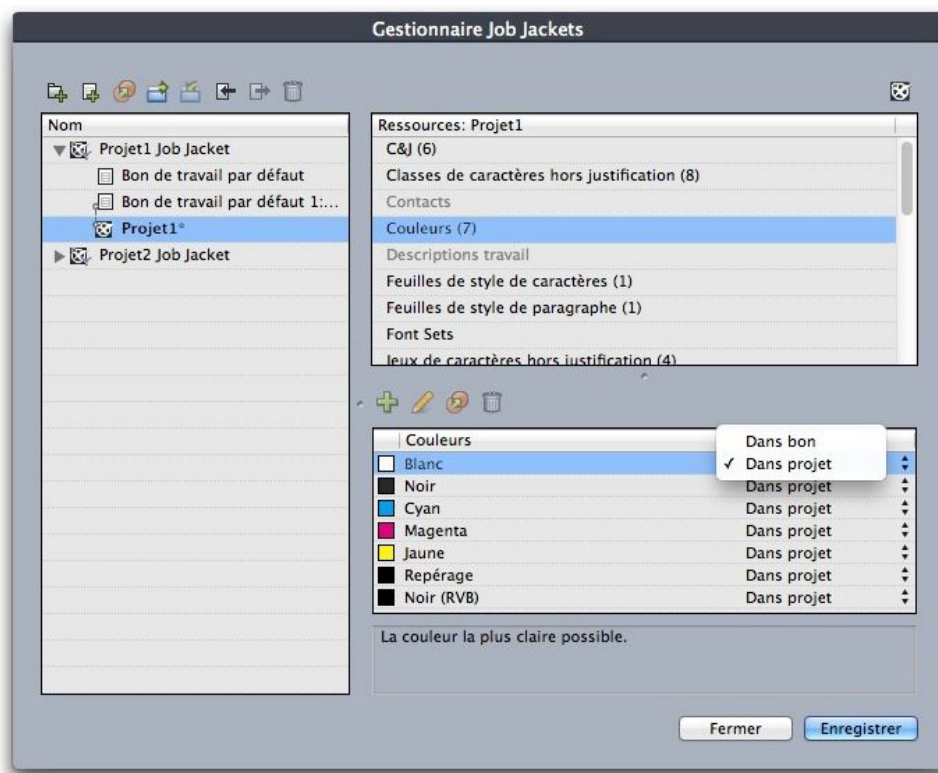 Gestionnaire Job Jackets
Nom
Projet1 Job Jacket
Bon de travail par défaut
Bon de travail par défaut 1:...
Projet1*
Projet2 Job Jacket
Ressources: Projet1
C&J (6)
Classes de caractères hors justification (8)
Contacts
Couleurs (7)
Descriptions travail
Feuilles de style de caractères (1)
Feuilles de style de paragraphe (1)
Font Sets
Jeux de caractères hors justification (4)
Couleurs
Dans bon
Blanc
✓ Dans projet
Noir Dans projet
Cyan Dans projet
Magenta Dans projet
Jaune Dans projet
Repérage Dans projet
Noir (RVB) Dans projet
La couleur la plus claire possible.
Fermer
Enregistrer